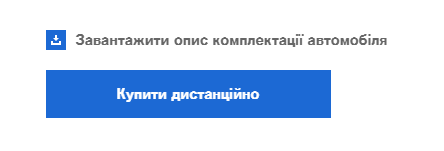 Завантажити опис комплектації автомобіля
Купити дистанційно